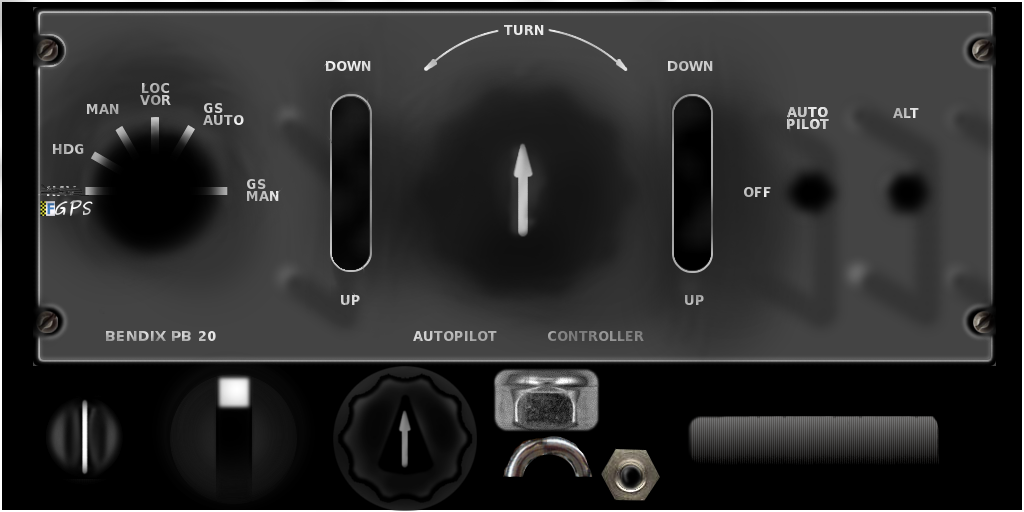 TURN
DOWN
DOWN
LOC
VOR
MAN
GS
AUTO
HDG
GS
MAN
GPS
AUTO
PILOT
ALT
OFF
UP
UP
BENDIX PB 20
AUTOPILOT
CONTROLLER